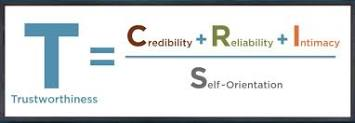 T = Credibility + Reliability + Intimacy
Self-Orientation
Trustworthiness